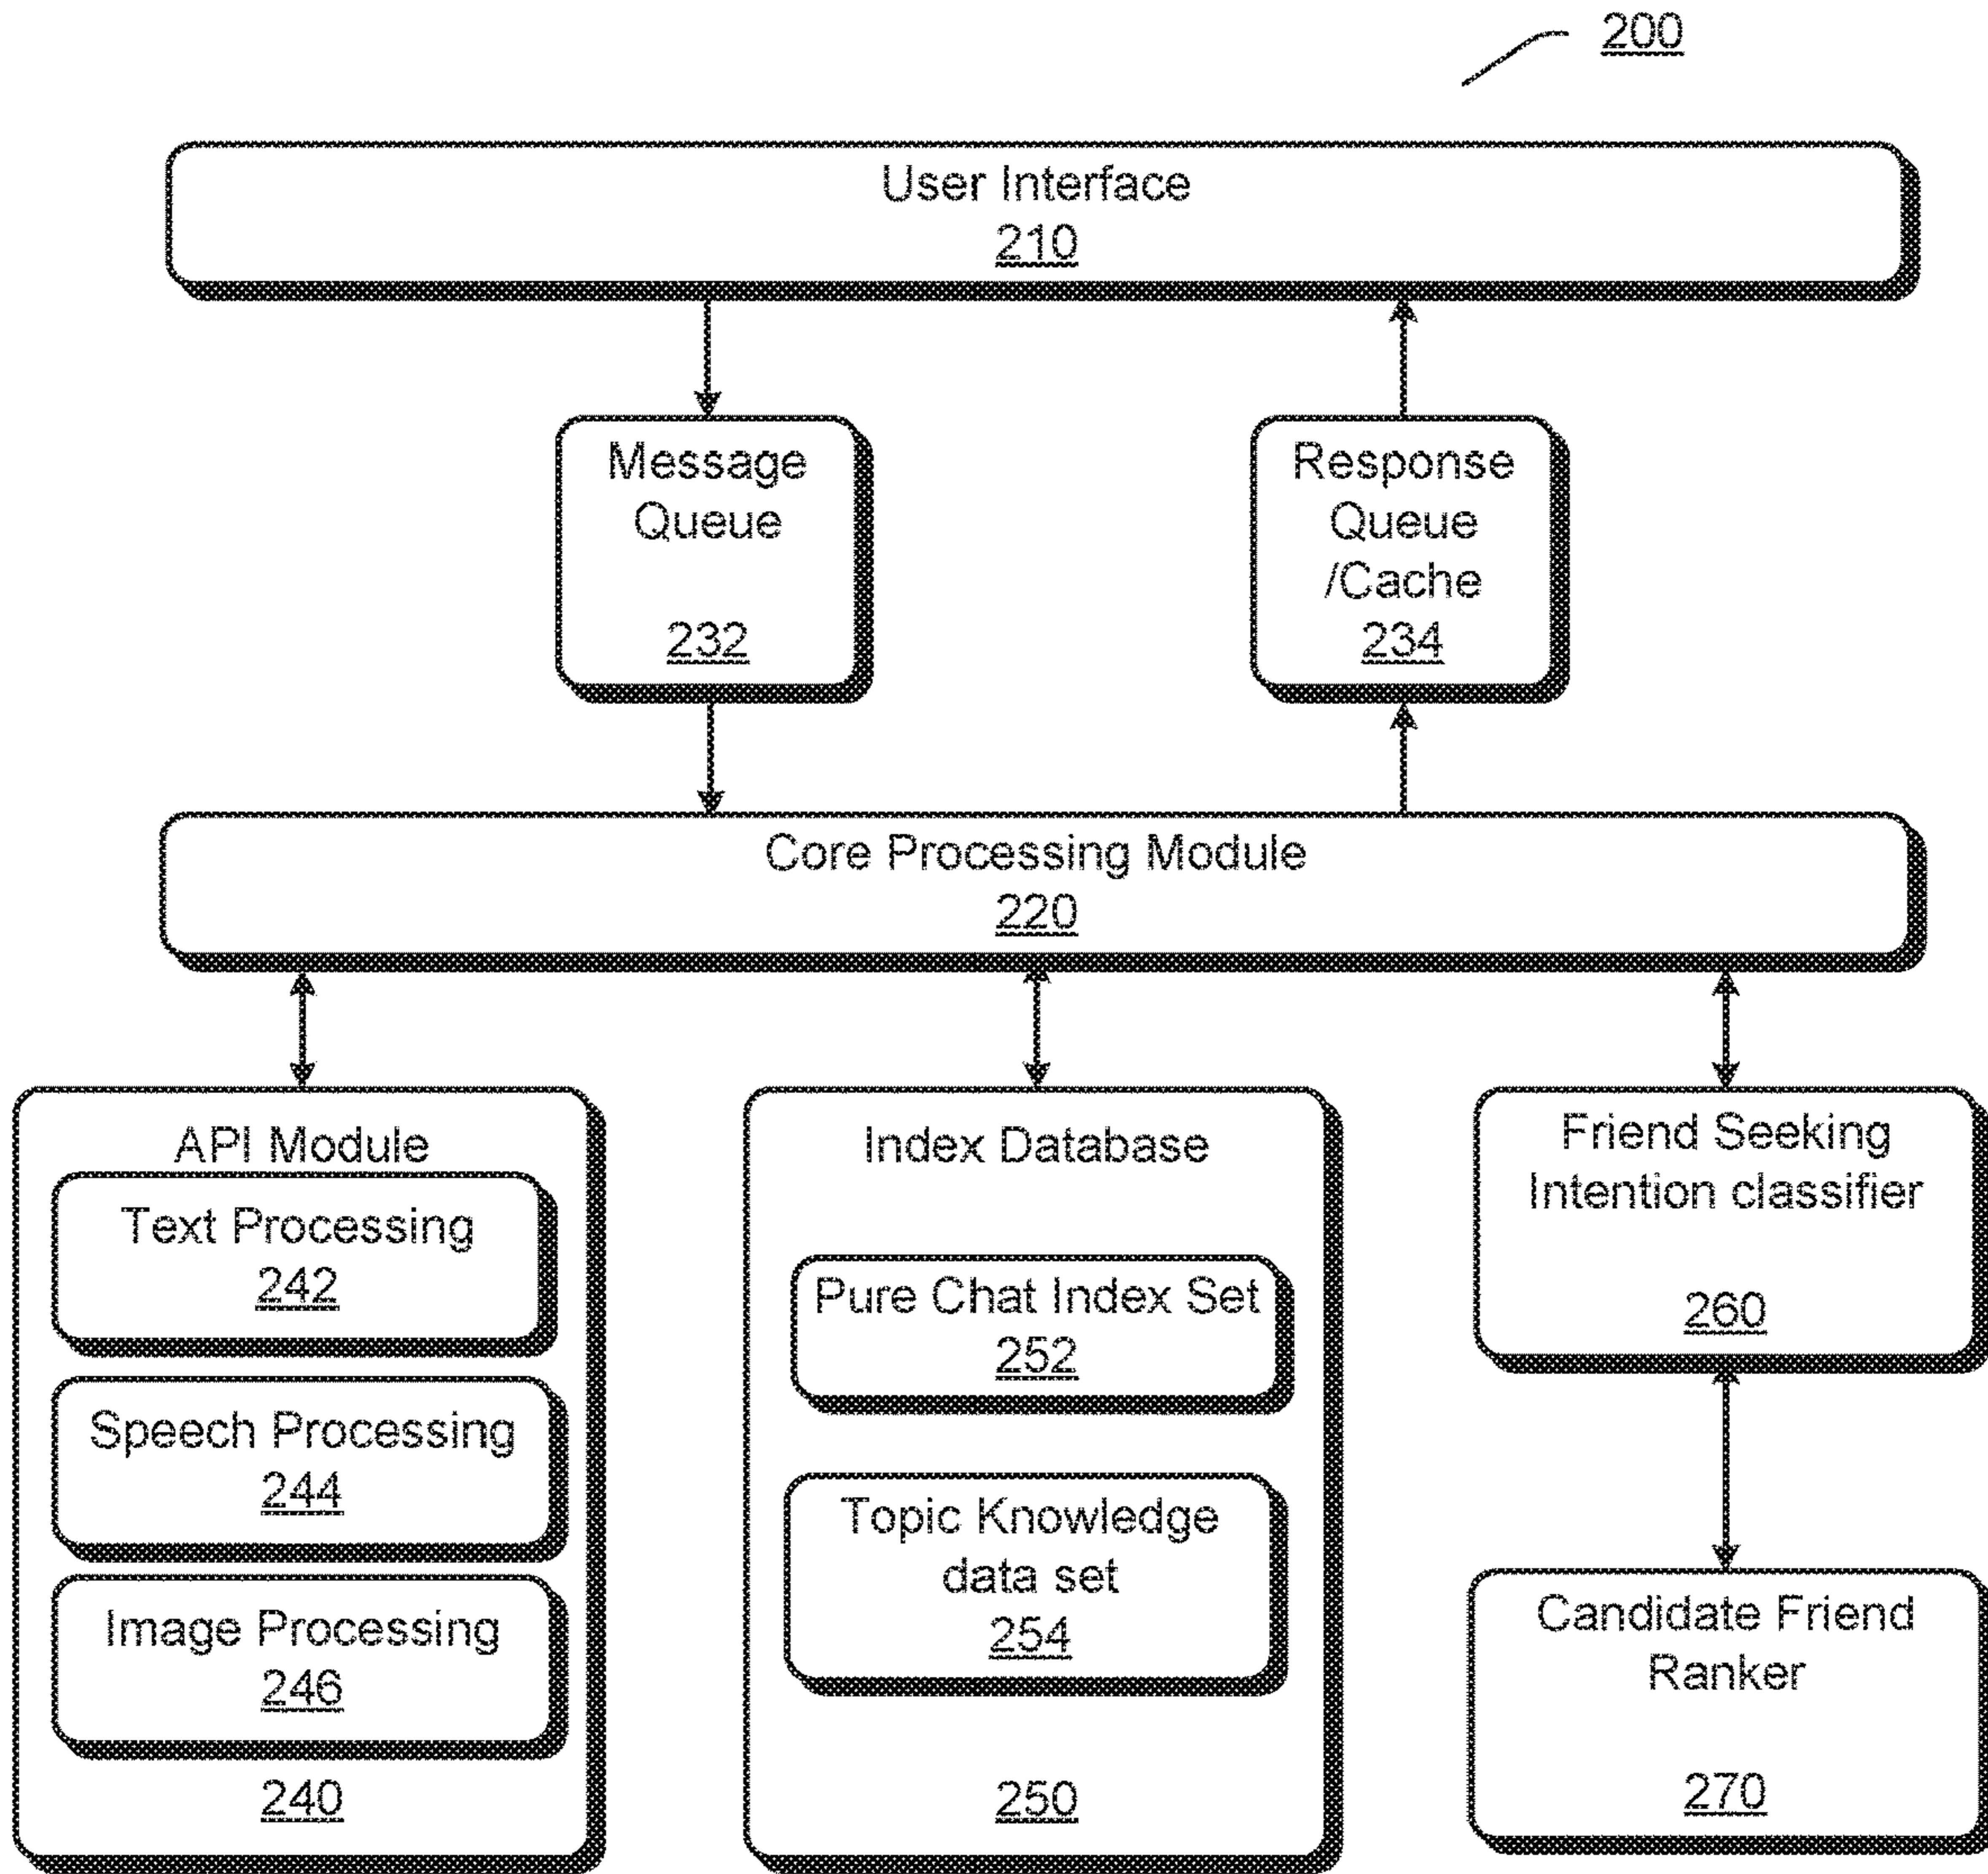 200
User Interface
210
Message
Queue
232
Response
Queue
/Cache
234
Core Processing Module
220
API Module
Text Processing
242
Speech Processing
244
Image Processing
246
240
Index Database
Pure Chat Index Set
252
Topic Knowledge
data set
254
250
Friend Seeking
Intention classifier
260
Candidate Friend
Ranker
270